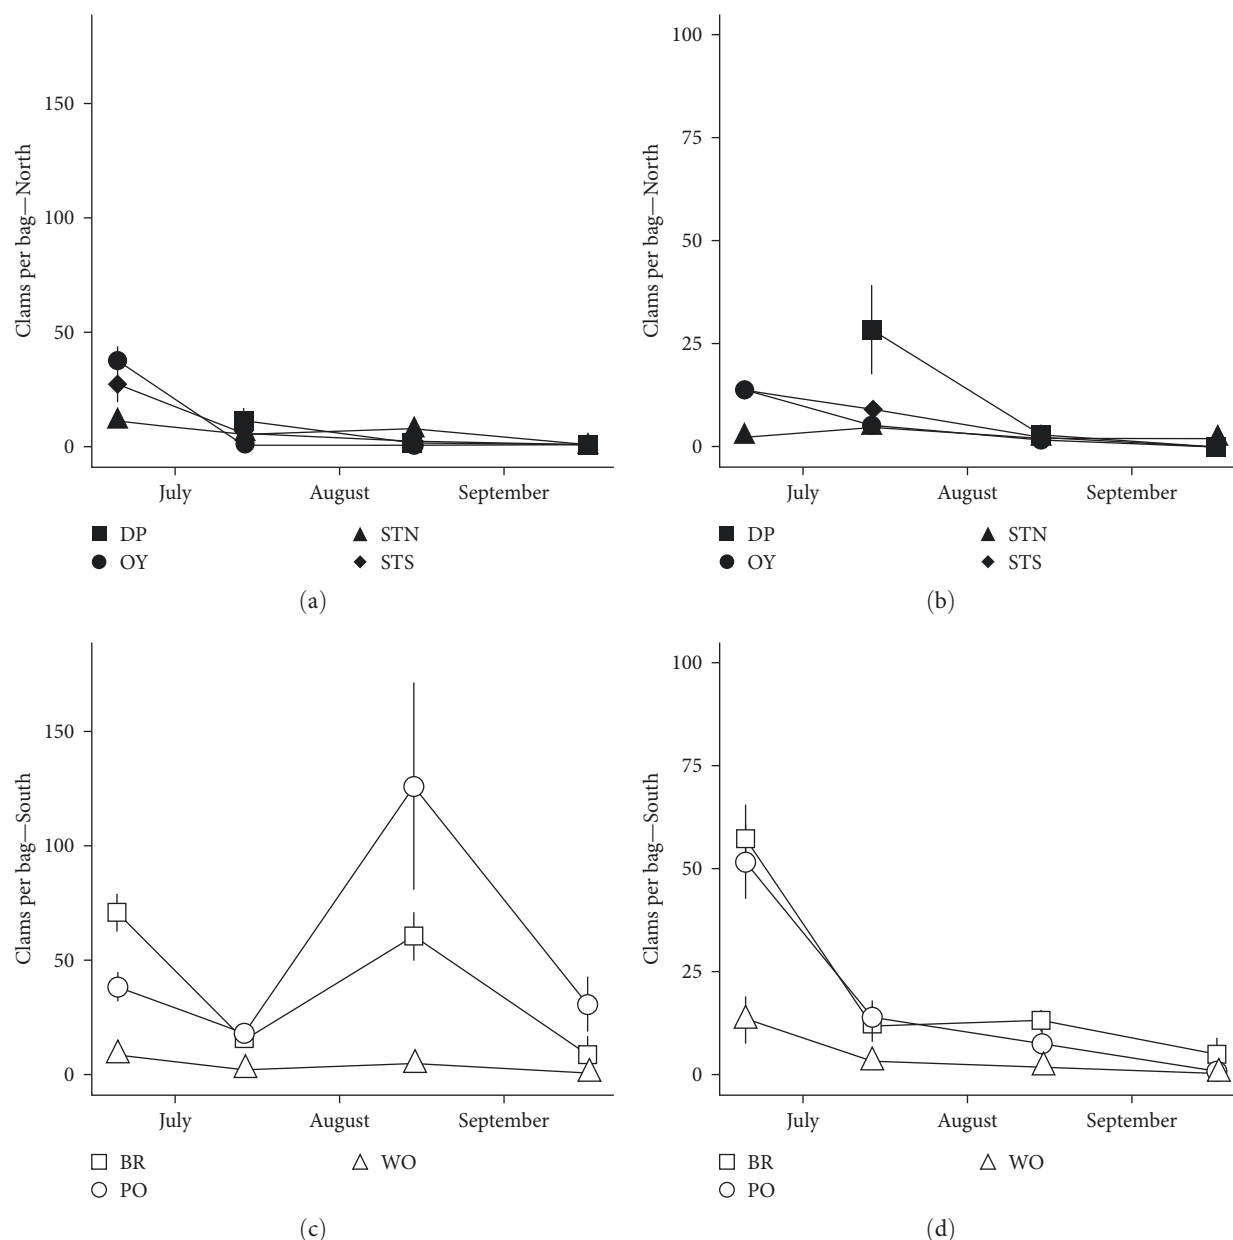 Clams per bag—North
150
100
50
0
July August September
DP STN
OY STS
(a)
Clams per bag—North
100
75
50
25
0
July August September
DP STN
OY STS
(b)
Clams per bag—South
150
100
50
0
July August September
BR WO
PO
(c)
Clams per bag—South
100
75
50
25
0
July August September
BR WO
PO
(d)